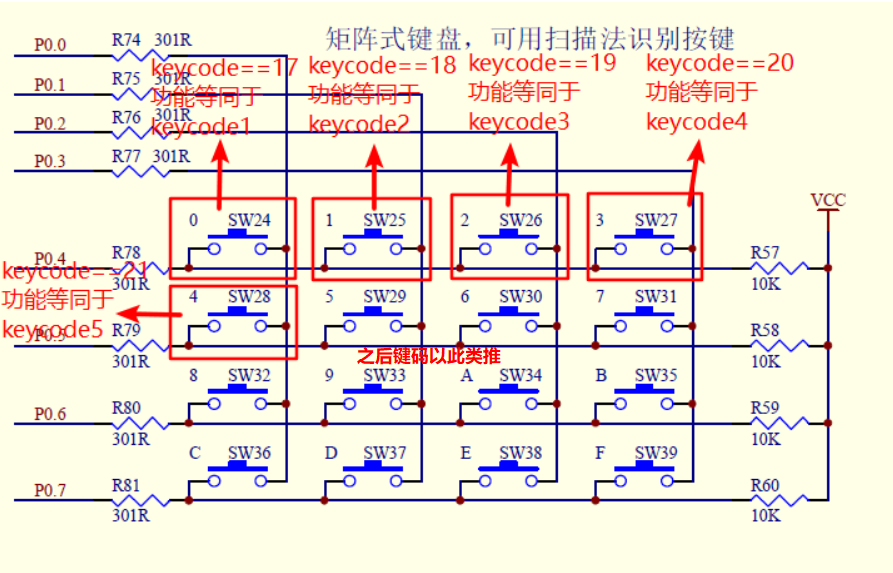 矩阵式键盘，可用扫描法识别按键
P0.0 R74 301R
P0.1 R75 301R
P0.2 R76 301R
P0.3 R77 301R
keycode==17
功能等同于
keycode1
keycode==18
功能等同于
keycode2
keycode==19
功能等同于
keycode3
keycode==20
功能等同于
keycode4
VCC
0 SW24 1 SW25 2 SW26 3 SW27
P0.4 R78 301R
R57 10K
keycode==21
功能等同于
keycode5
4 SW28 5 SW29 6 SW30 7 SW31
P0.5 R79 301R
R58 10K
之后键码以此类推
8 SW32 9 SW33 A SW34 B SW35
P0.6 R80 301R
R59 10K
C SW36 D SW37 E SW38 F SW39
P0.7 R81 301R
R60 10K